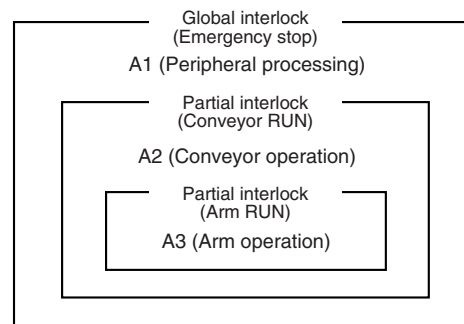 Global interlock
(Emergency stop)
A1 (Peripheral processing)
Partial interlock
(Conveyor RUN)
A2 (Conveyor operation)
Partial interlock
(Arm RUN)
A3 (Arm operation)